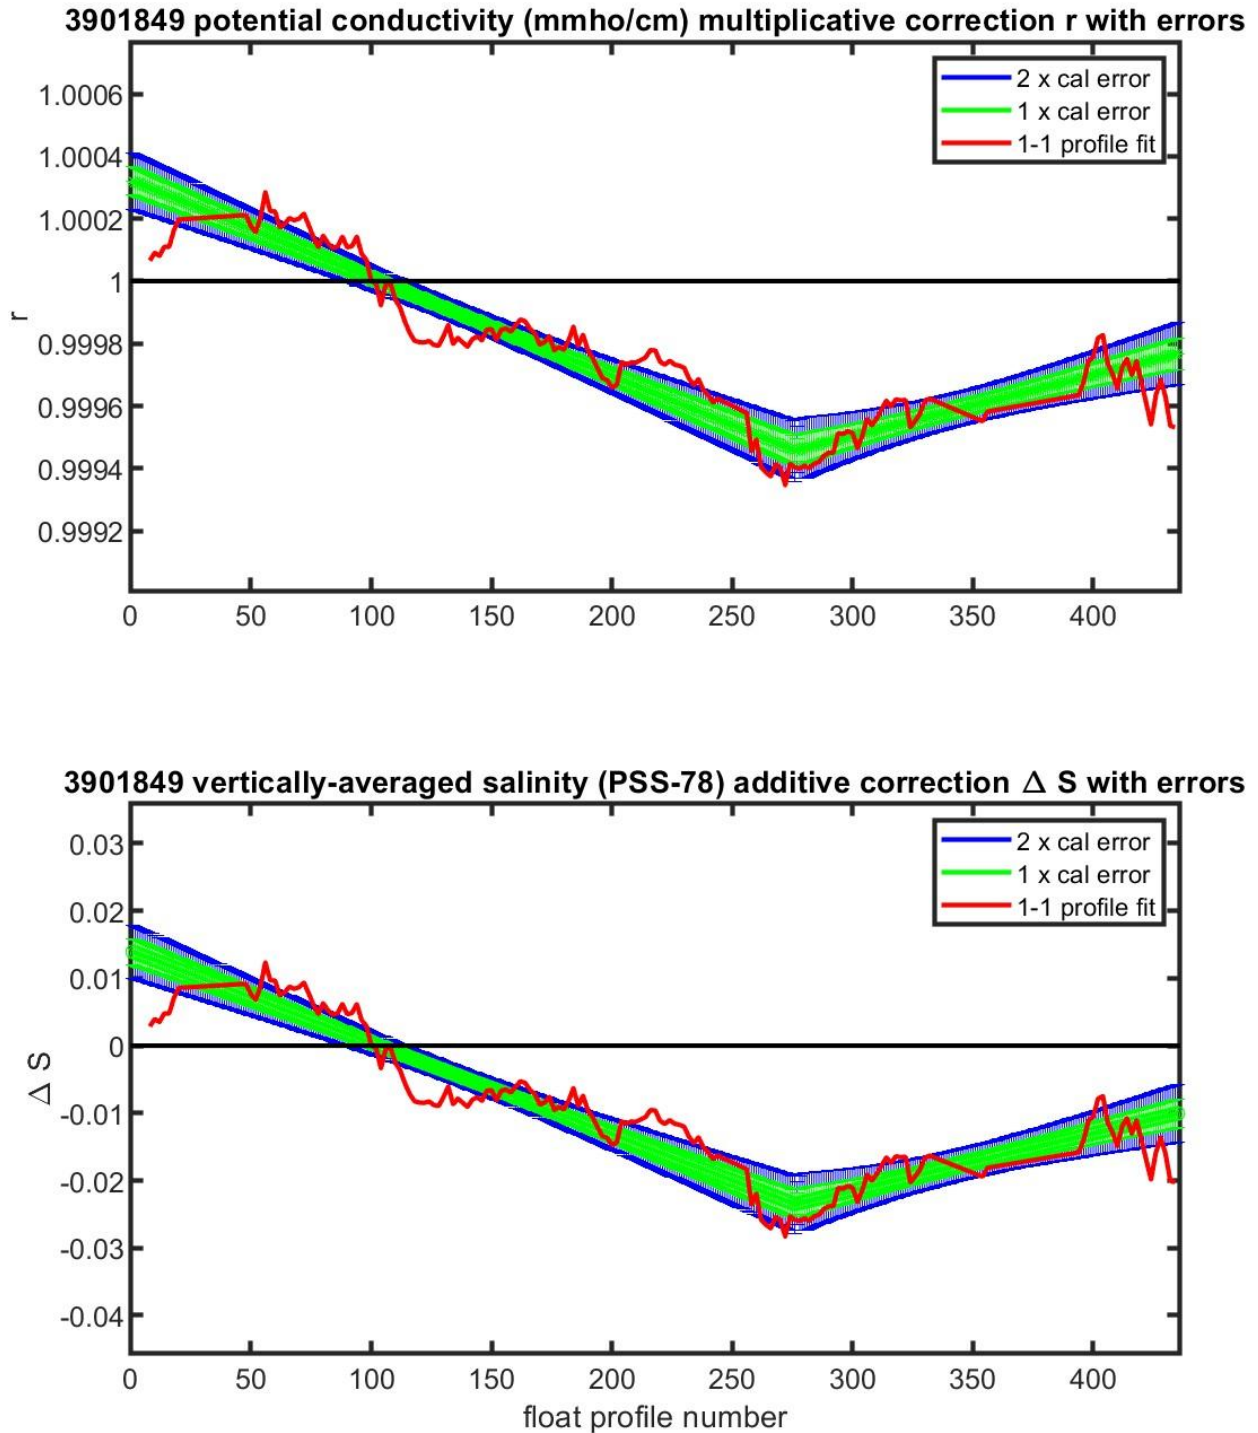 3901849 potential conductivity (mmho/cm) multiplicative correction r with errors
2 x cal error
1 x cal error
1-1 profile fit
1.0006
1.0004
1.0002
1
0.9998
0.9996
0.9994
0.9992
r
0 50 100 150 200 250 300 350 400
3901849 vertically-averaged salinity (PSS-78) additive correction Δ S with errors
2 x cal error
1 x cal error
1-1 profile fit
0.03
0.02
0.01
0
-0.01
-0.02
-0.03
-0.04
Δ S
0 50 100 150 200 250 300 350 400
float profile number